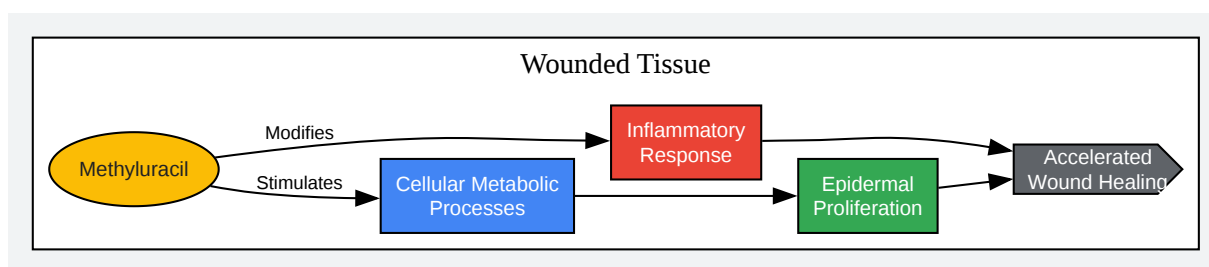 Wounded Tissue
Methyluracil
Modifies
Stimulates
Inflammatory
Response
Cellular Metabolic
Processes
Epidermal
Proliferation
Accelerated
Wound Healing